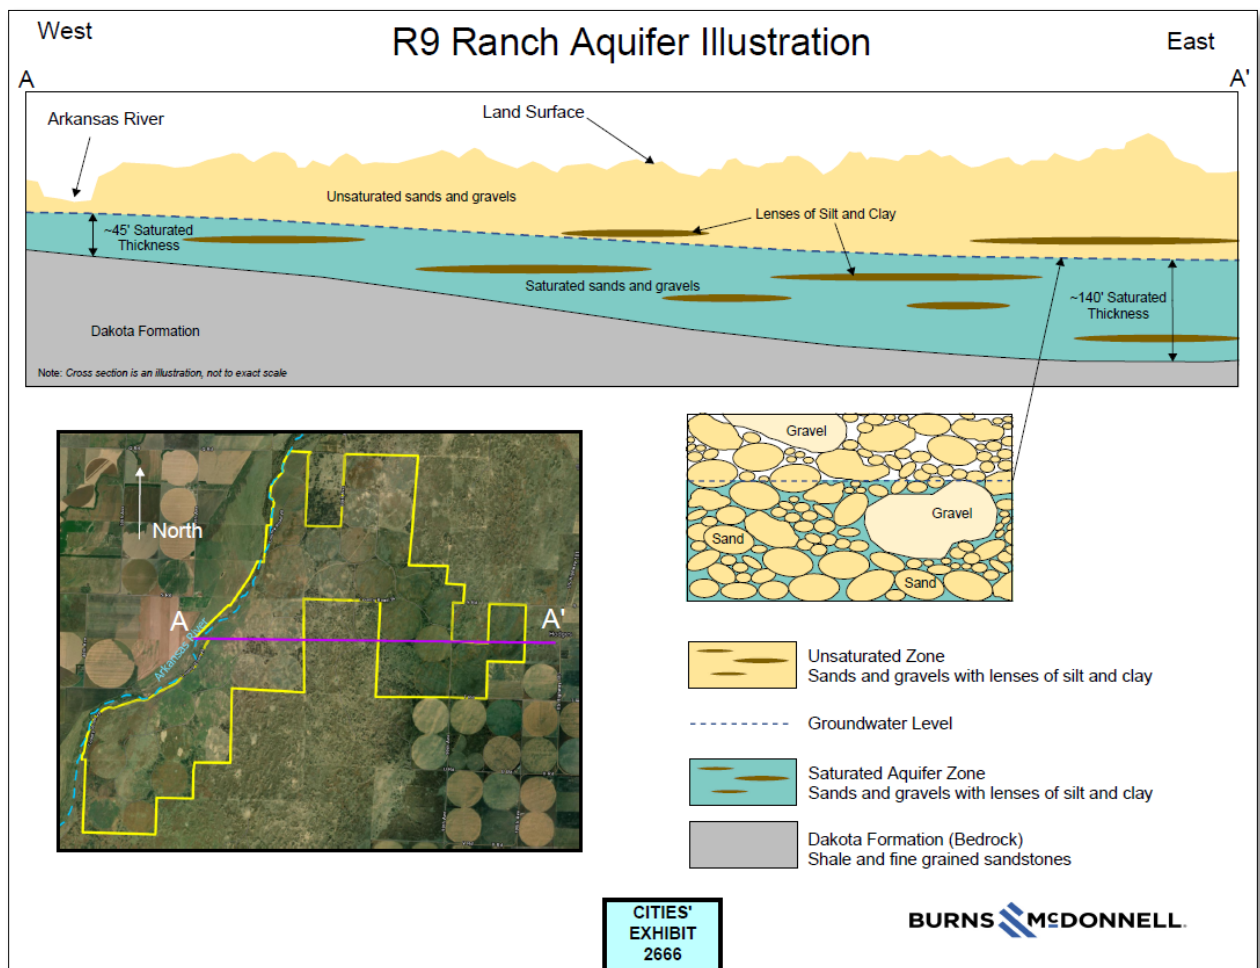 West
R9 Ranch Aquifer Illustration
East
A
A'
Arkansas River
Land Surface
Unsaturated sands and gravels
Lenses of Silt and Clay
~45' Saturated
Thickness
Saturated sands and gravels
~140' Saturated
Thickness
Dakota Formation
Note: Cross section is an illustration, not to exact scale
North
A
A'
Arkansas River
Gravel
Gravel
Sand
Sand
Unsaturated Zone
Sands and gravels with lenses of silt and clay
Groundwater Level
Saturated Aquifer Zone
Sands and gravels with lenses of silt and clay
Dakota Formation (Bedrock)
Shale and fine grained sandstones
CITIES'
EXHIBIT
2666
BURNS McDONNELL.